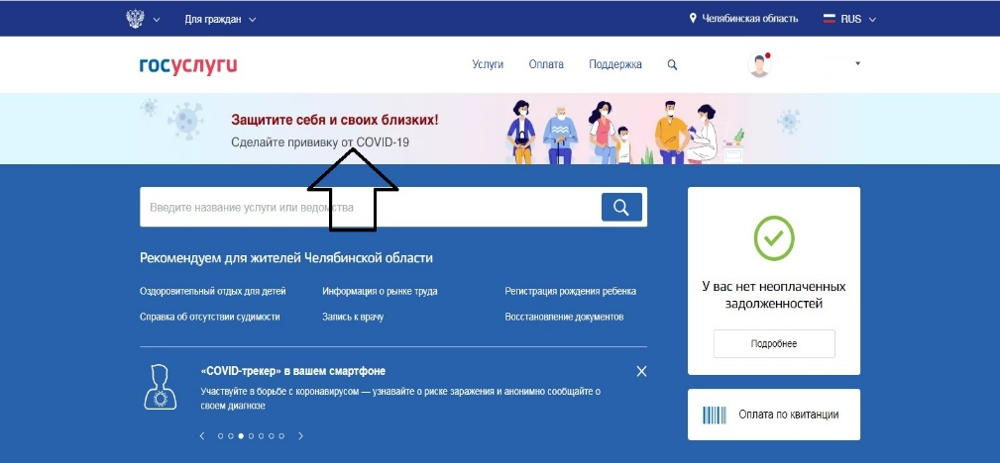 Для граждан
Челябинская область
RUS
госуслуги
Услуги
Оплата
Поддержка
Защитите себя и своих близких!
Сделайте прививку от COVID-19
Введите название услуги или ведомства
Рекомендуем для жителей Челябинской области
Оздоровительный отдых для детей
Информация о рынке труда
Регистрация рождения ребенка
Справка об отсутствии судимости
Запись к врачу
Восстановление документов
«COVID-трекер» в вашем смартфоне
Участвуйте в борьбе с коронавирусом — узнавайте о риске заражения и анонимно сообщайте о
своем диагнозе
У вас нет неоплаченных
задолженностей
Подробнее
Оплата по квитанции